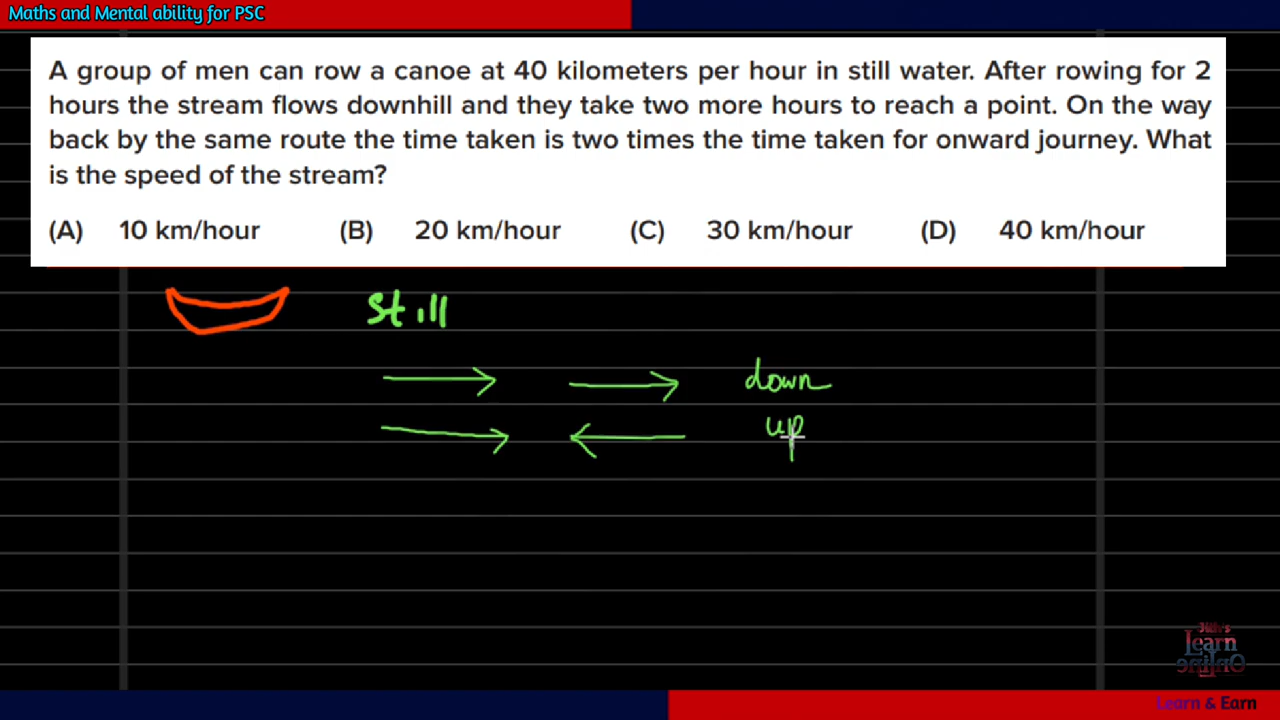 Maths and Mental ability for PSC
A group of men can row a canoe at 40 kilometers per hour in still water. After rowing for 2
hours the stream flows downhill and they take two more hours to reach a point. On the way
back by the same route the time taken is two times the time taken for onward journey. What
is the speed of the stream?
(A) 10 km/hour (B) 20 km/hour (C) 30 km/hour (D) 40 km/hour
still
down
up
Learn
Online
Learn & Earn